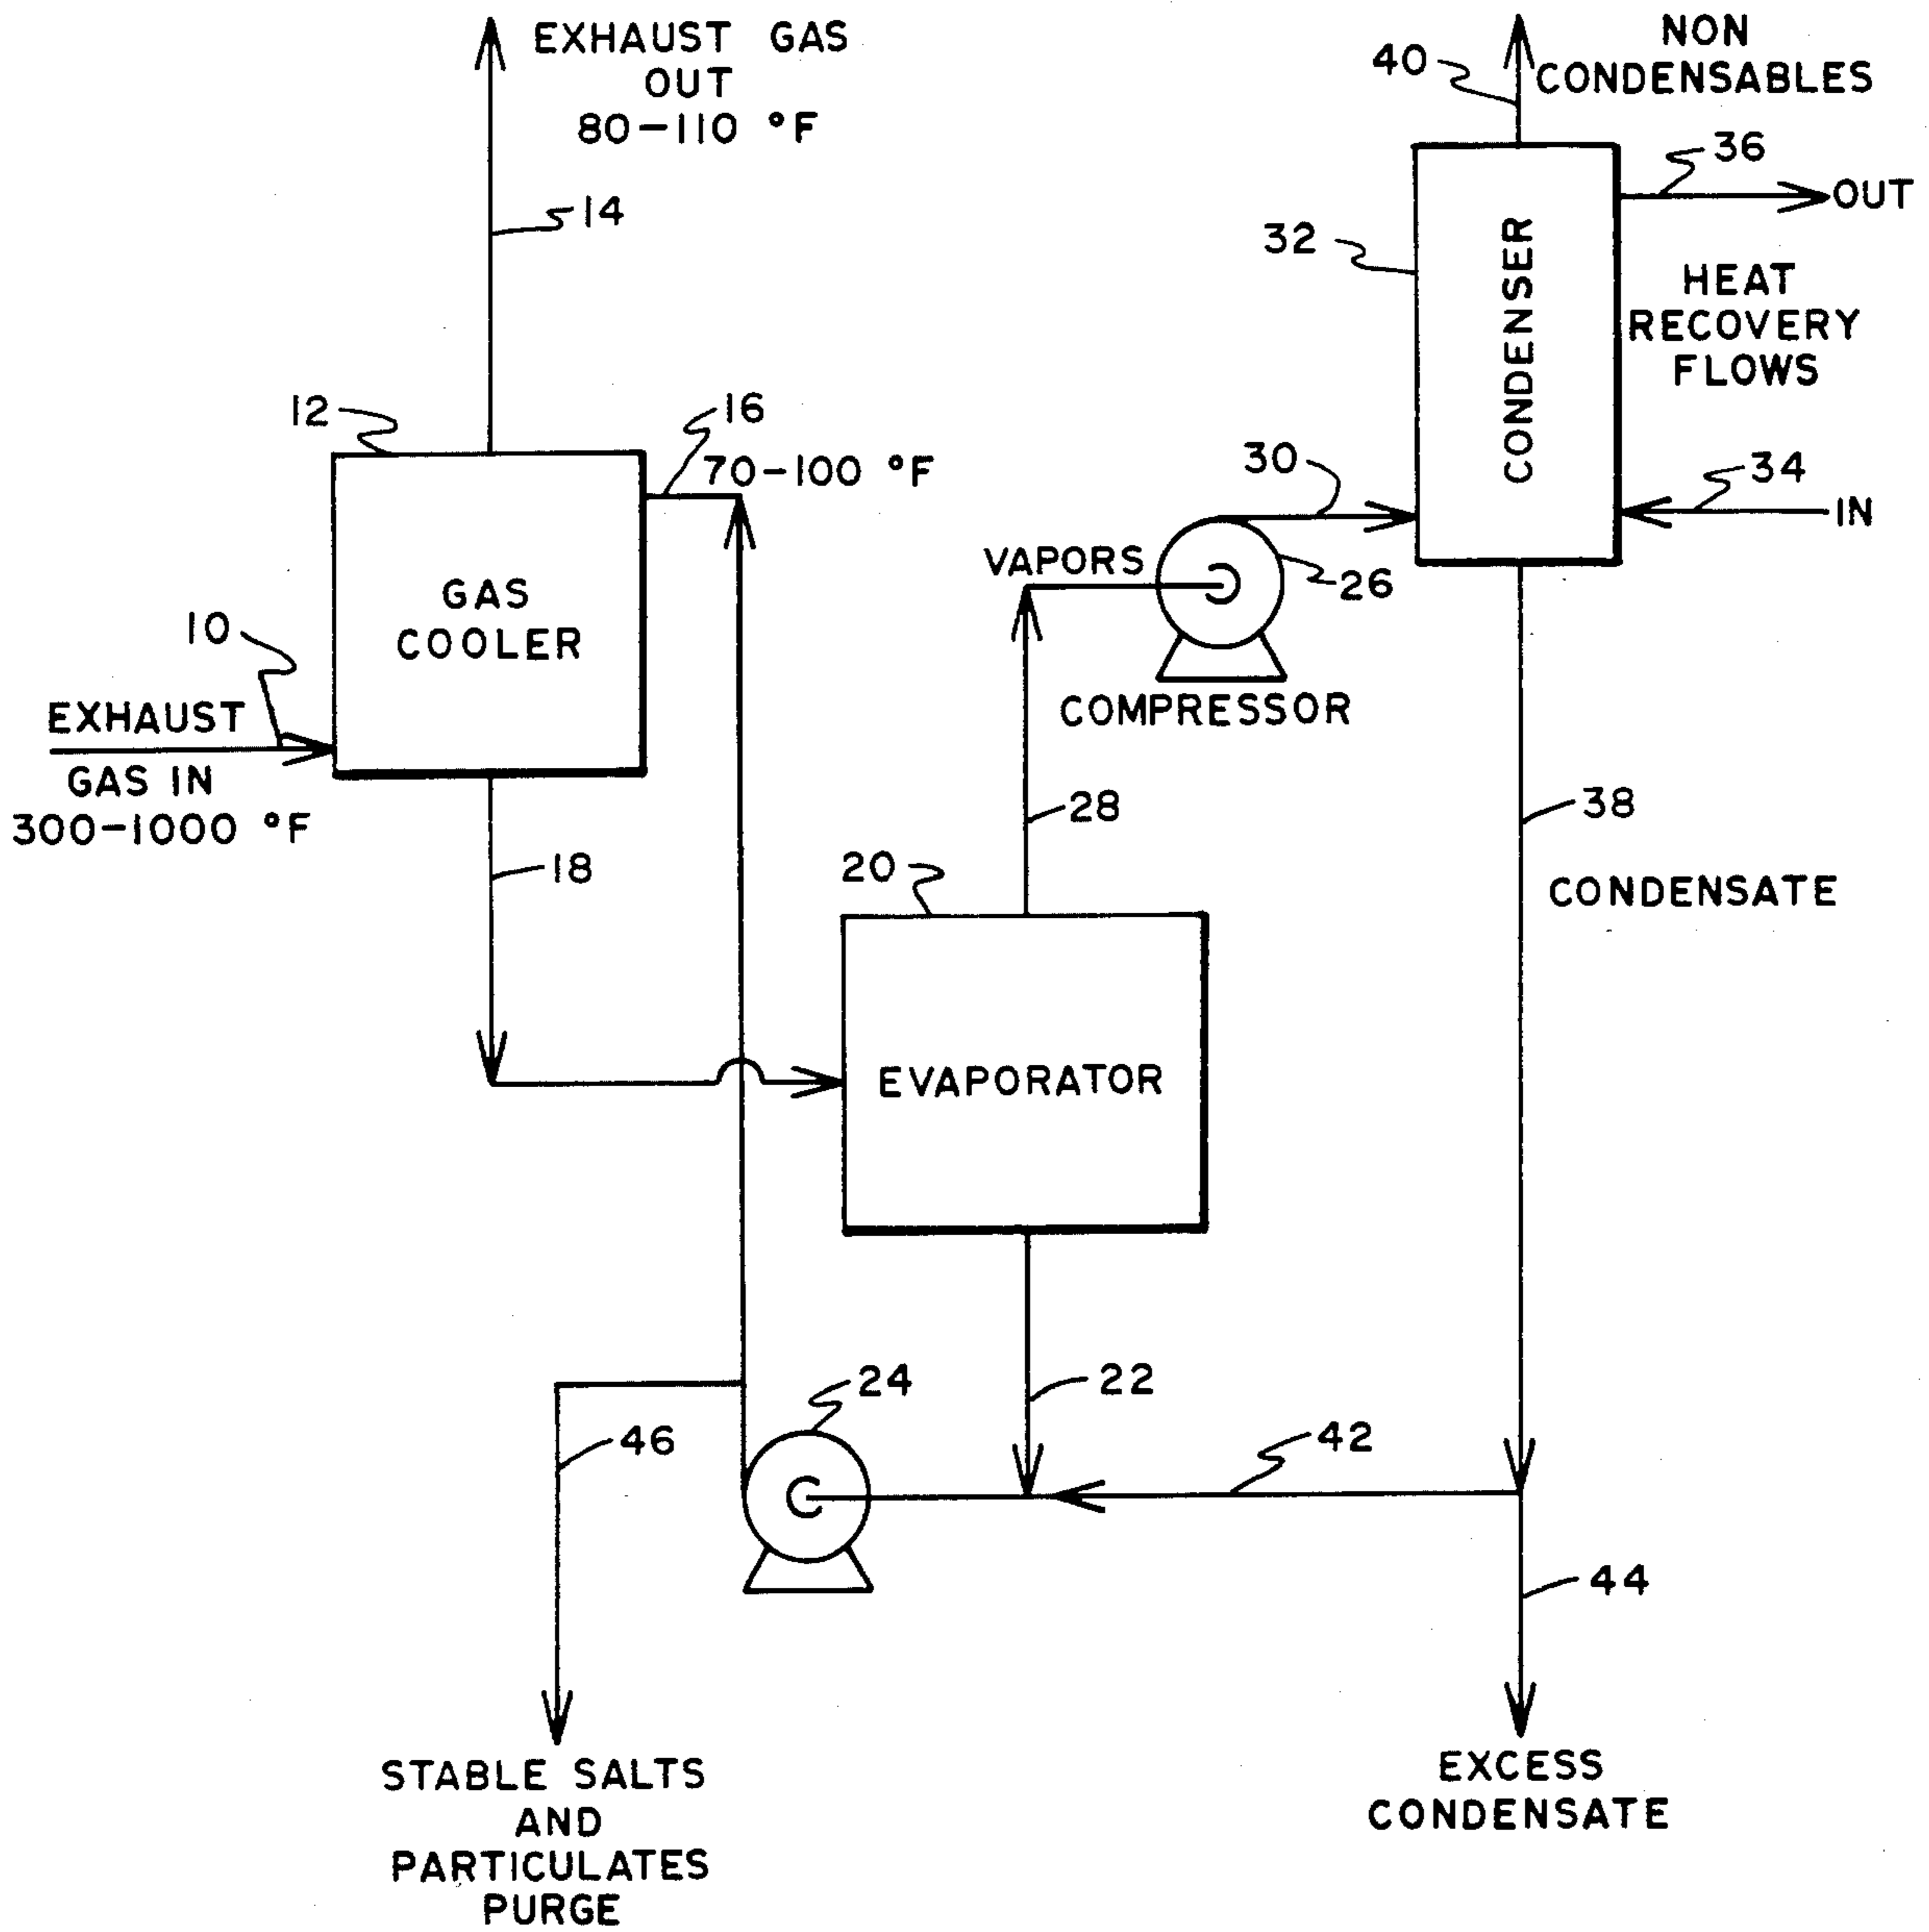 EXHAUST GAS
OUT
80-110 °F
14
40
NON
CONDENSABLES
36
OUT
32
CONDENSER
HEAT
RECOVERY
FLOWS
34
IN
12
16
70-100 °F
30
GAS
COOLER
10
EXHAUST
GAS IN
300-1000 °F
VAPORS
26
COMPRESSOR
18
28
38
CONDENSATE
20
EVAPORATOR
22
24
42
46
44
STABLE SALTS
AND
PARTICULATES
PURGE
EXCESS
CONDENSATE